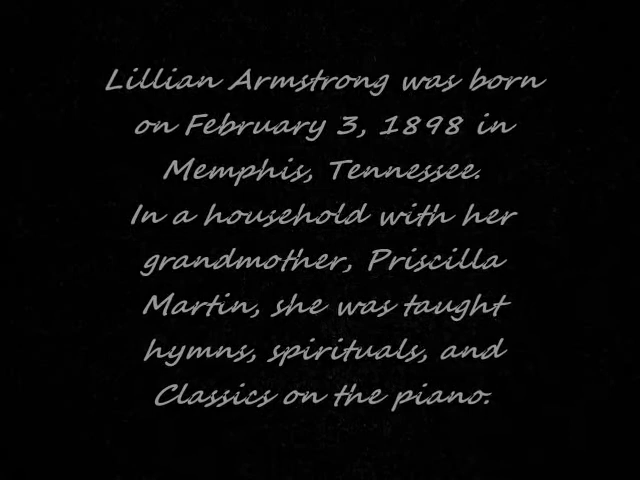 Lillian Armstrong was born
on February 3, 1898 in
Memphis, Tennessee.
In a household with her
grandmother, Priscilla
Martin, she was taught
hymns, spirituals, and
Classics on the piano.